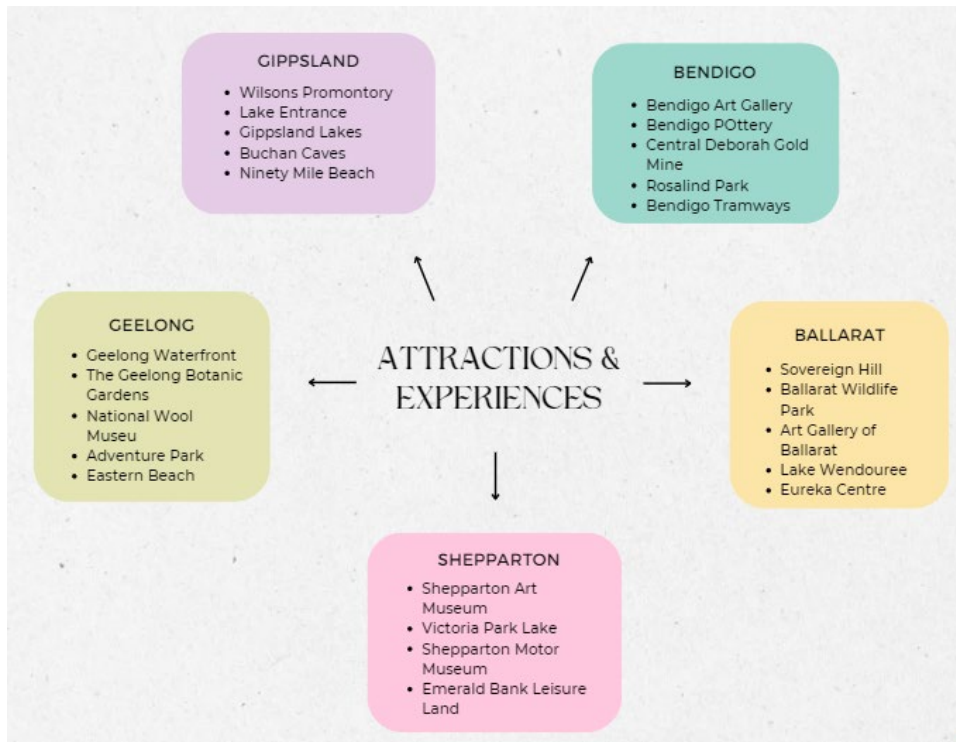 GIPPSLAND
• Wilsons Promontory
• Lake Entrance
• Gippsland Lakes
• Buchan Caves
• Ninety Mile Beach
BENDIGO
• Bendigo Art Gallery
• Bendigo POttery
• Central Deborah Gold
Mine
• Rosalind Park
• Bendigo Tramways
GEELONG
• Geelong Waterfront
• The Geelong Botanic
Gardens
• National Wool
Museu
• Adventure Park
• Eastern Beach
ATTRACTIONS &
EXPERIENCES
BALLARAT
• Sovereign Hill
• Ballarat Wildlife
Park
• Art Gallery of
Ballarat
• Lake Wendouree
• Eureka Centre
SHEPPARTON
• Shepparton Art
Museum
• Victoria Park Lake
• Shepparton Motor
Museum
• Emerald Bank Leisure
Land